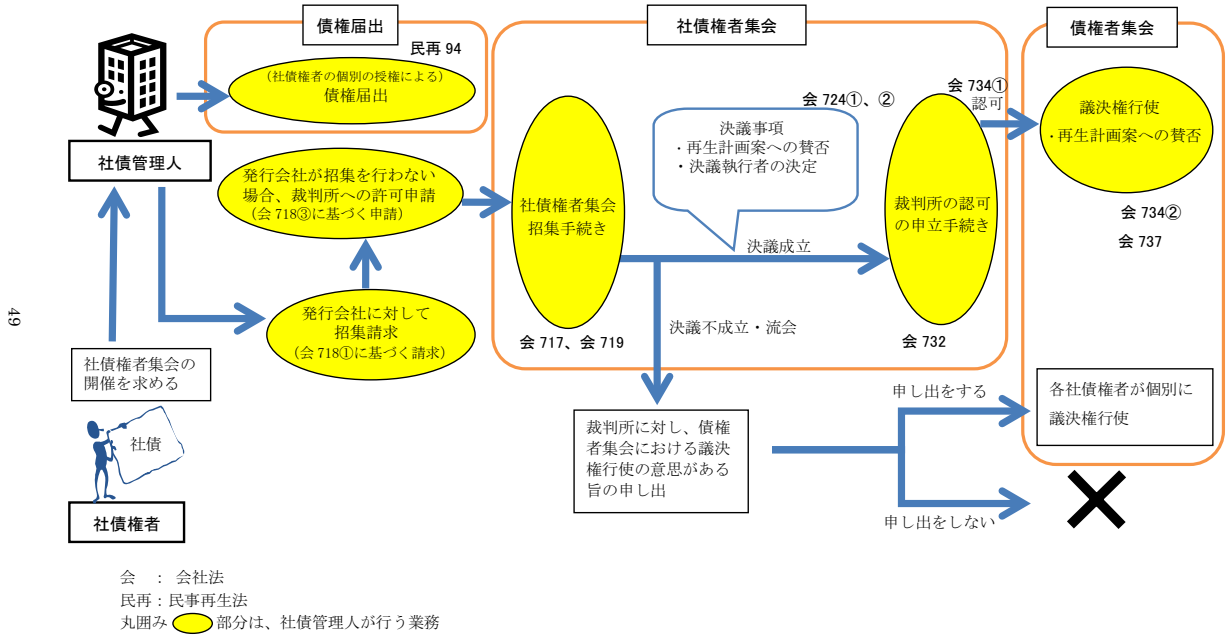 債権届出
民再 94
(社債権者の個別の授権による)
債権届出
社債管理人
発行会社が招集を行わない
場合、裁判所への許可申請
(会 718③に基づく申請)
発行会社に対して
招集請求
(会 718①に基づく請求)
社債権者集会の
開催を求める
社債
社債権者
社債権者集会
社債権者集会
招集手続き
会 717、会 719
会 724①、②
決議事項
・再生計画案への賛否
・決議執行者の決定
決議成立
決議不成立・流会
裁判所の認可
の申立手続き
会 732
会 734①
認可
債権者集会
議決権行使
・再生計画案への賛否
会 734②
会 737
裁判所に対し、債権
者集会における議決
権行使の意思がある
旨の申し出
申し出をする
申し出をしない
各社債権者が個別に
議決権行使
会 : 会社法
民再:民事再生法
丸囲み 部分は、社債管理人が行う業務
49